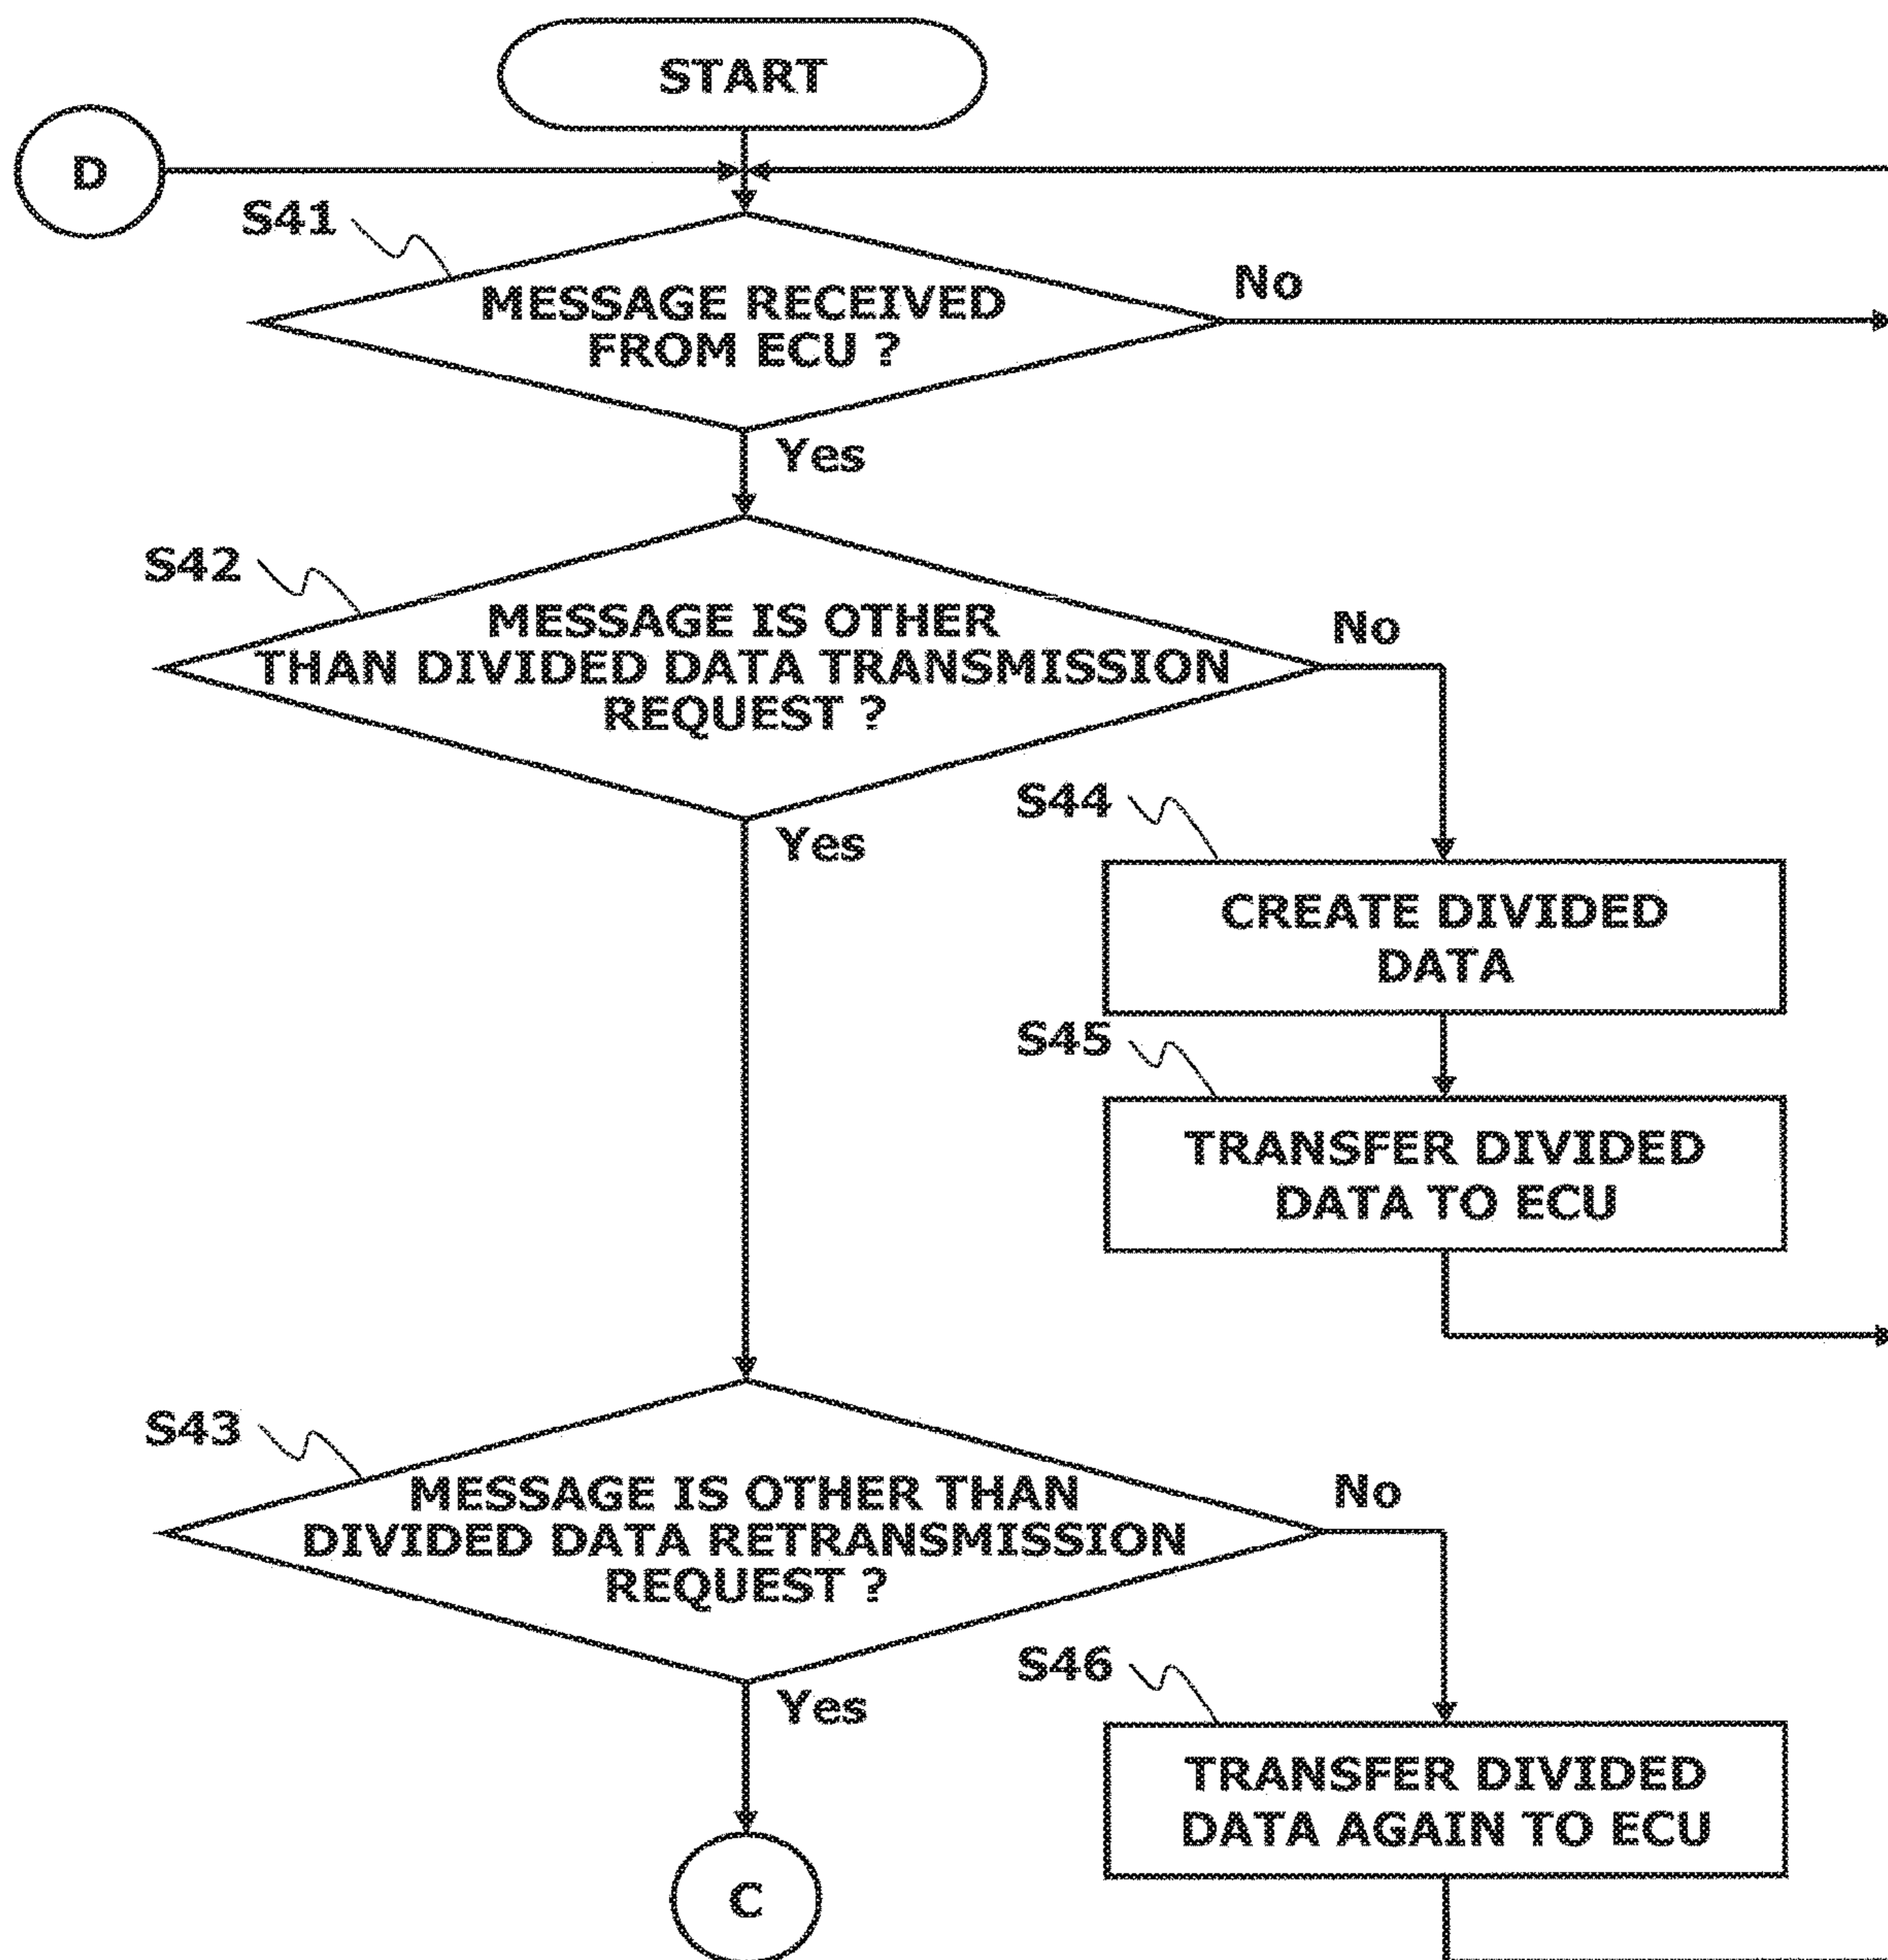 START
D
S41
MESSAGE RECEIVED
FROM ECU ?
No
Yes
S42
MESSAGE IS OTHER
THAN DIVIDED DATA TRANSMISSION
REQUEST ?
No
Yes
S44
CREATE DIVIDED
DATA
S45
TRANSFER DIVIDED
DATA TO ECU
S43
MESSAGE IS OTHER THAN
DIVIDED DATA RETRANSMISSION
REQUEST ?
No
Yes
S46
TRANSFER DIVIDED
DATA AGAIN TO ECU
C